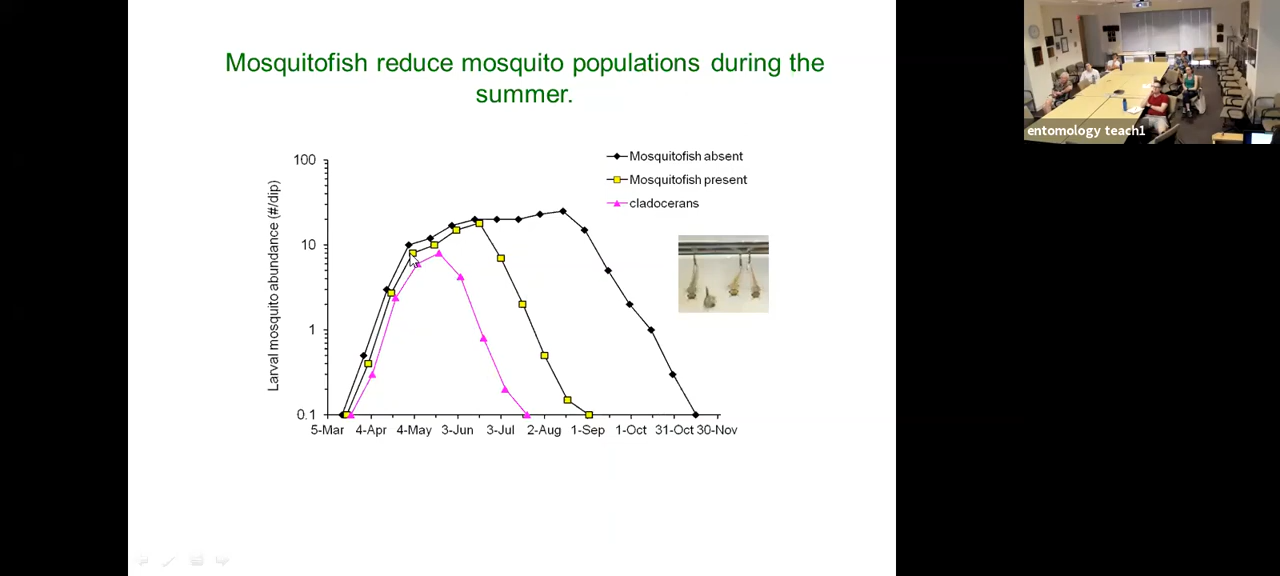 Mosquitofish reduce mosquito populations during the
summer.
entomology teach1
Mosquitofish absent
Mosquitofish present
cladocerans
Larval mosquito abundance (#/dip)
100
10
1
0.1
5-Mar 4-Apr 4-May 3-Jun 3-Jul 2-Aug 1-Sep 1-Oct 31-Oct 30-Nov